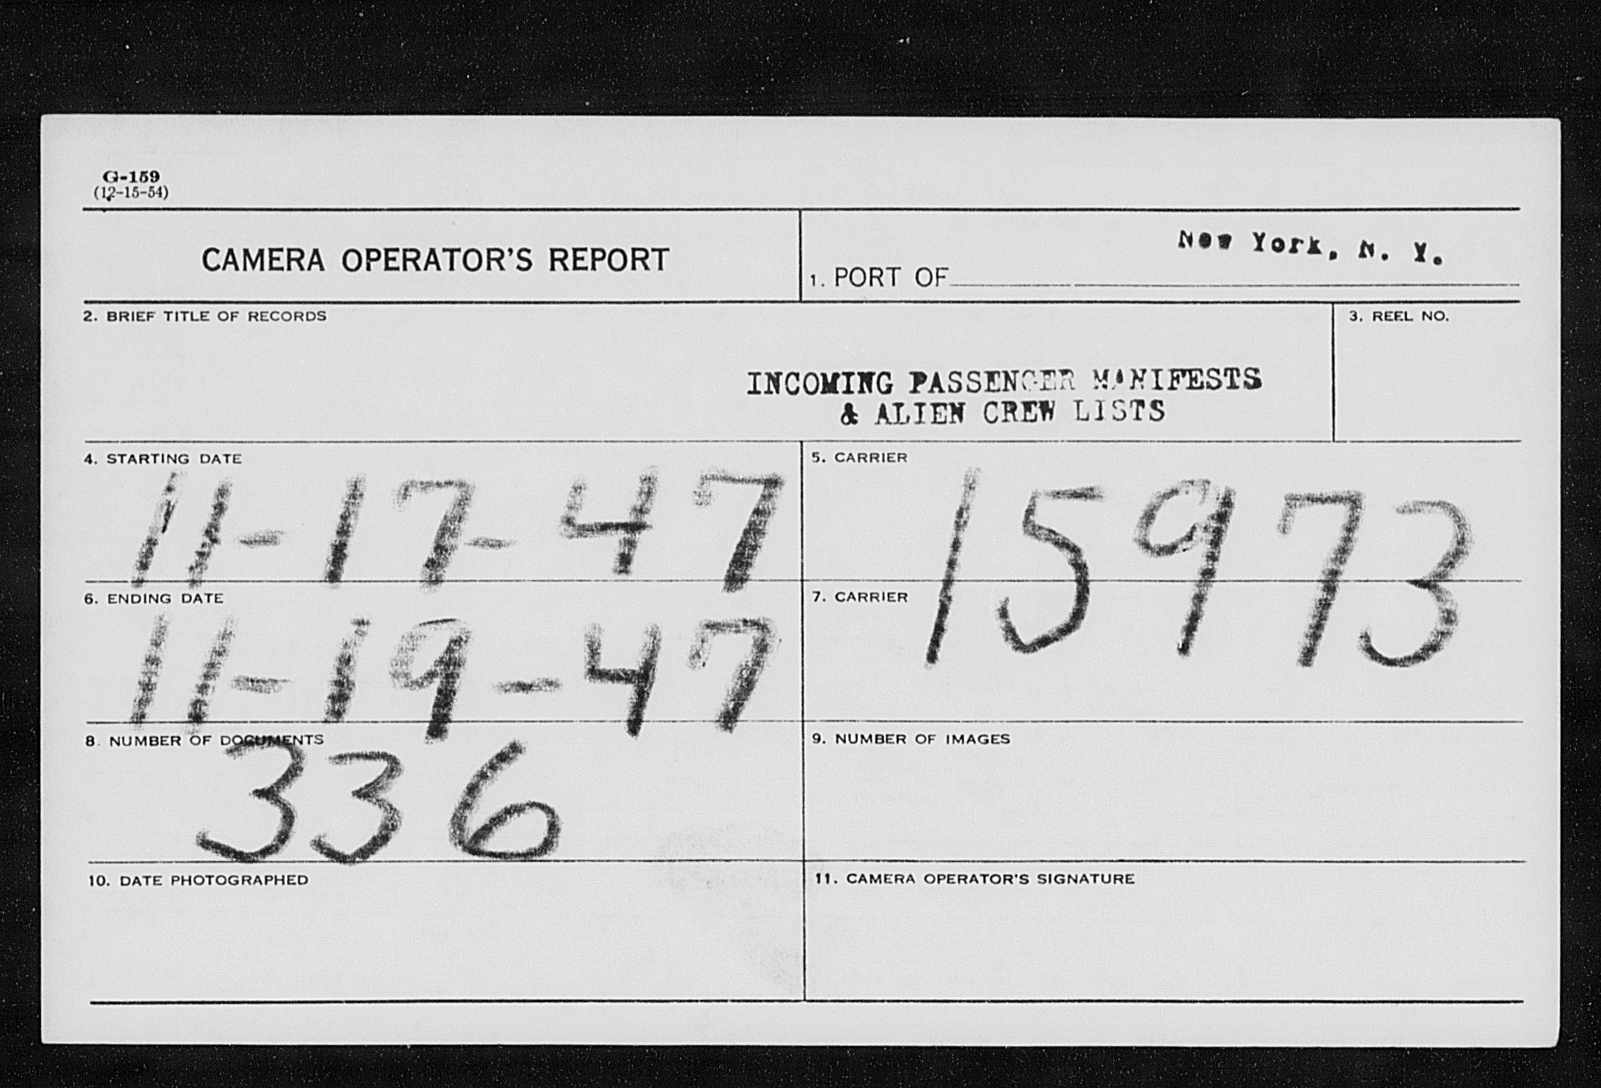 G-159
(12-15-54)
CAMERA OPERATOR'S REPORT
1. PORT OF New York, N. Y.
2. BRIEF TITLE OF RECORDS
3. REEL NO.
INCOMING PASSENGER MANIFESTS
& ALIEN CREW LISTS
4. STARTING DATE
11-17-47
5. CARRIER
15973
6. ENDING DATE
11-19-47
7. CARRIER
8. NUMBER OF DOCUMENTS
336
9. NUMBER OF IMAGES
10. DATE PHOTOGRAPHED
11. CAMERA OPERATOR'S SIGNATURE